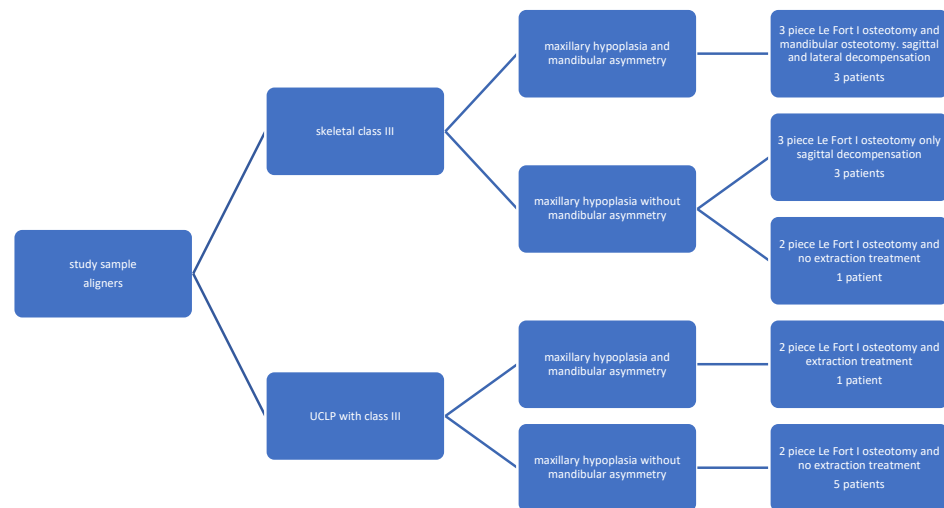 study sample
aligners
skeletal class III
UCLP with class III
maxillary hypoplasia and
mandibular asymmetry
maxillary hypoplasia without
mandibular asymmetry
maxillary hypoplasia and
mandibular asymmetry
maxillary hypoplasia without
mandibular asymmetry
3 piece Le Fort I osteotomy and
mandibular osteotomy. sagittal
and lateral decompensation
3 patients
3 piece Le Fort I osteotomy only
sagittal decompensation
3 patients
2 piece Le Fort I osteotomy and
no extraction treatment
1 patient
2 piece Le Fort I osteotomy and
extraction treatment
1 patient
2 piece Le Fort I osteotomy and
no extraction treatment
5 patients